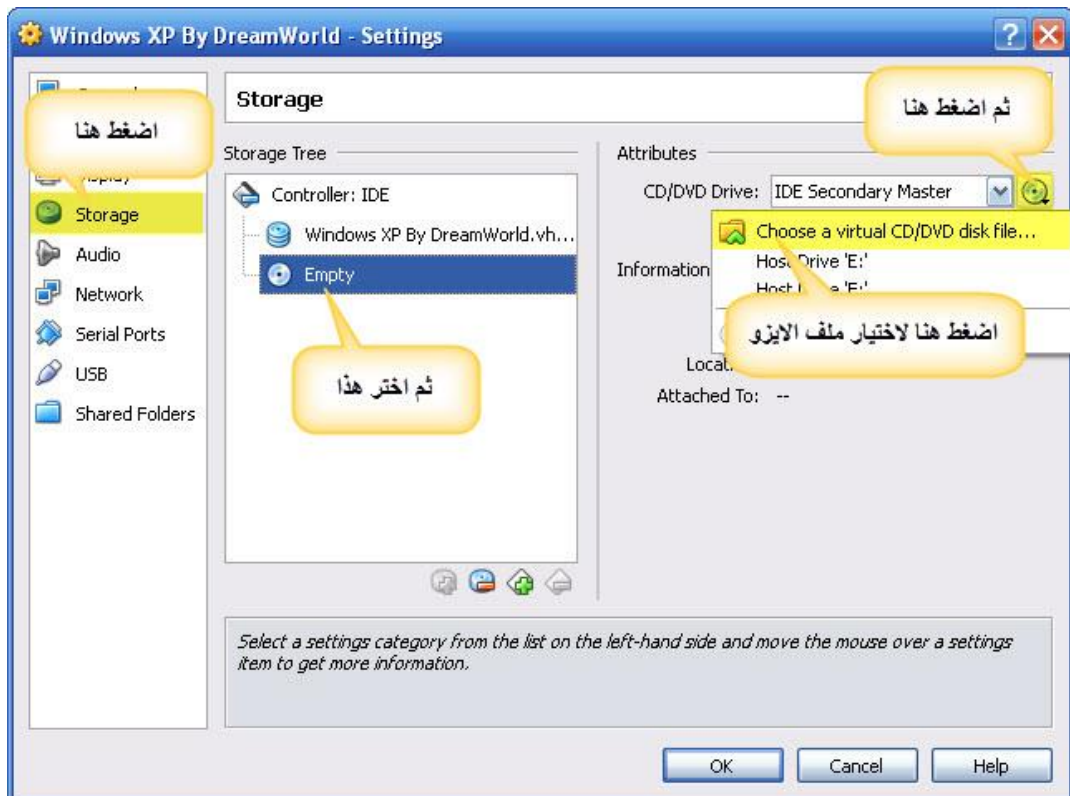 Windows XP By DreamWorld - Settings
اضغط هنا
Storage
Audio
Network
Serial Ports
USB
Shared Folders
Storage
ثم اضغط هنا
Storage Tree
Controller: IDE
Windows XP By DreamWorld.vh...
Empty
ثم اختر هذا
Attributes
CD/DVD Drive: IDE Secondary Master
Choose a virtual CD/DVD disk file...
Host Drive 'E:'
Information
اضغط هنا لاختيار ملف الايزو
Attached To: --
Select a settings category from the list on the left-hand side and move the mouse over a settings
item to get more information.
OK
Cancel
Help